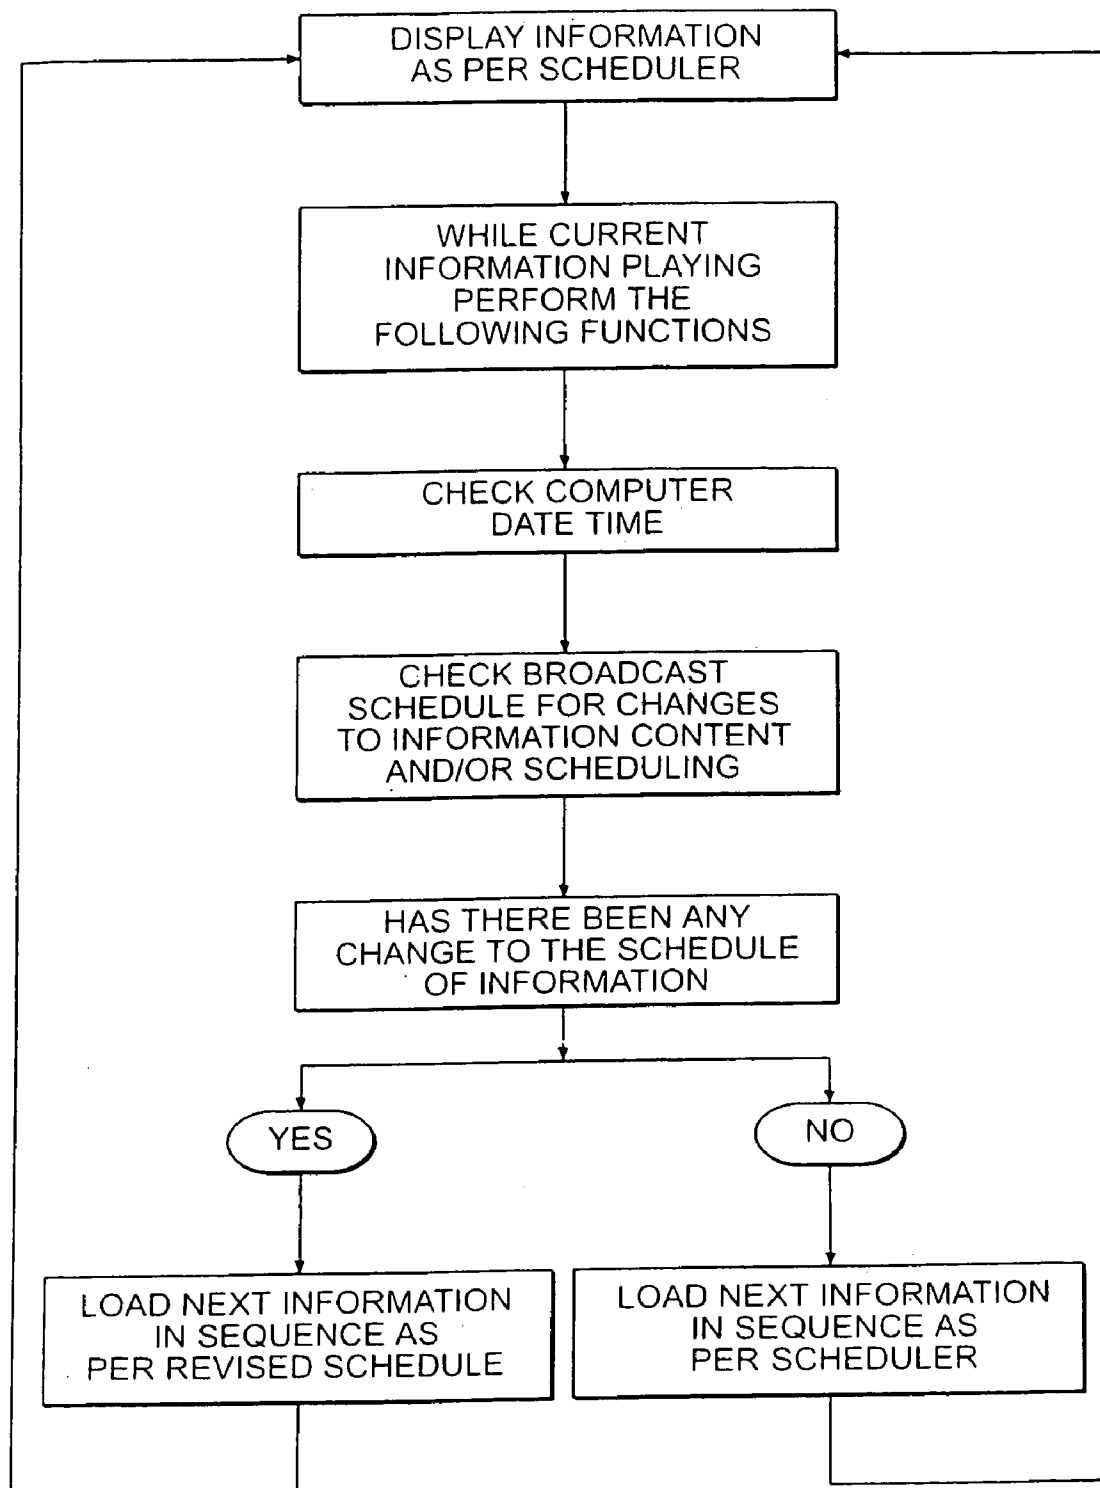 DISPLAY INFORMATION
AS PER SCHEDULER
WHILE CURRENT
INFORMATION PLAYING
PERFORM THE
FOLLOWING FUNCTIONS
CHECK COMPUTER
DATE TIME
CHECK BROADCAST
SCHEDULE FOR CHANGES
TO INFORMATION CONTENT
AND/OR SCHEDULING
HAS THERE BEEN ANY
CHANGE TO THE SCHEDULE
OF INFORMATION
YES
NO
LOAD NEXT INFORMATION
IN SEQUENCE AS
PER REVISED SCHEDULE
LOAD NEXT INFORMATION
IN SEQUENCE AS
PER SCHEDULER